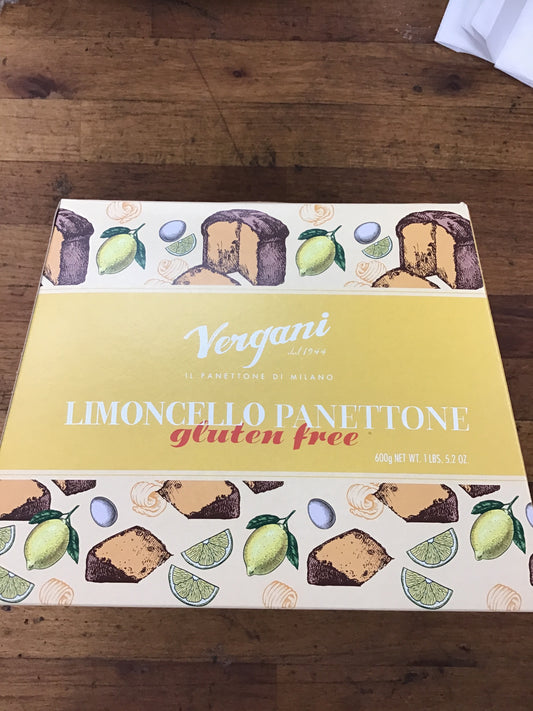 Vergani
dal 1944
IL PANETTONE DI MILANO
LIMONCELLO PANETTONE
gluten free
600g NET WT. 1 LBS. 5.2 OZ.